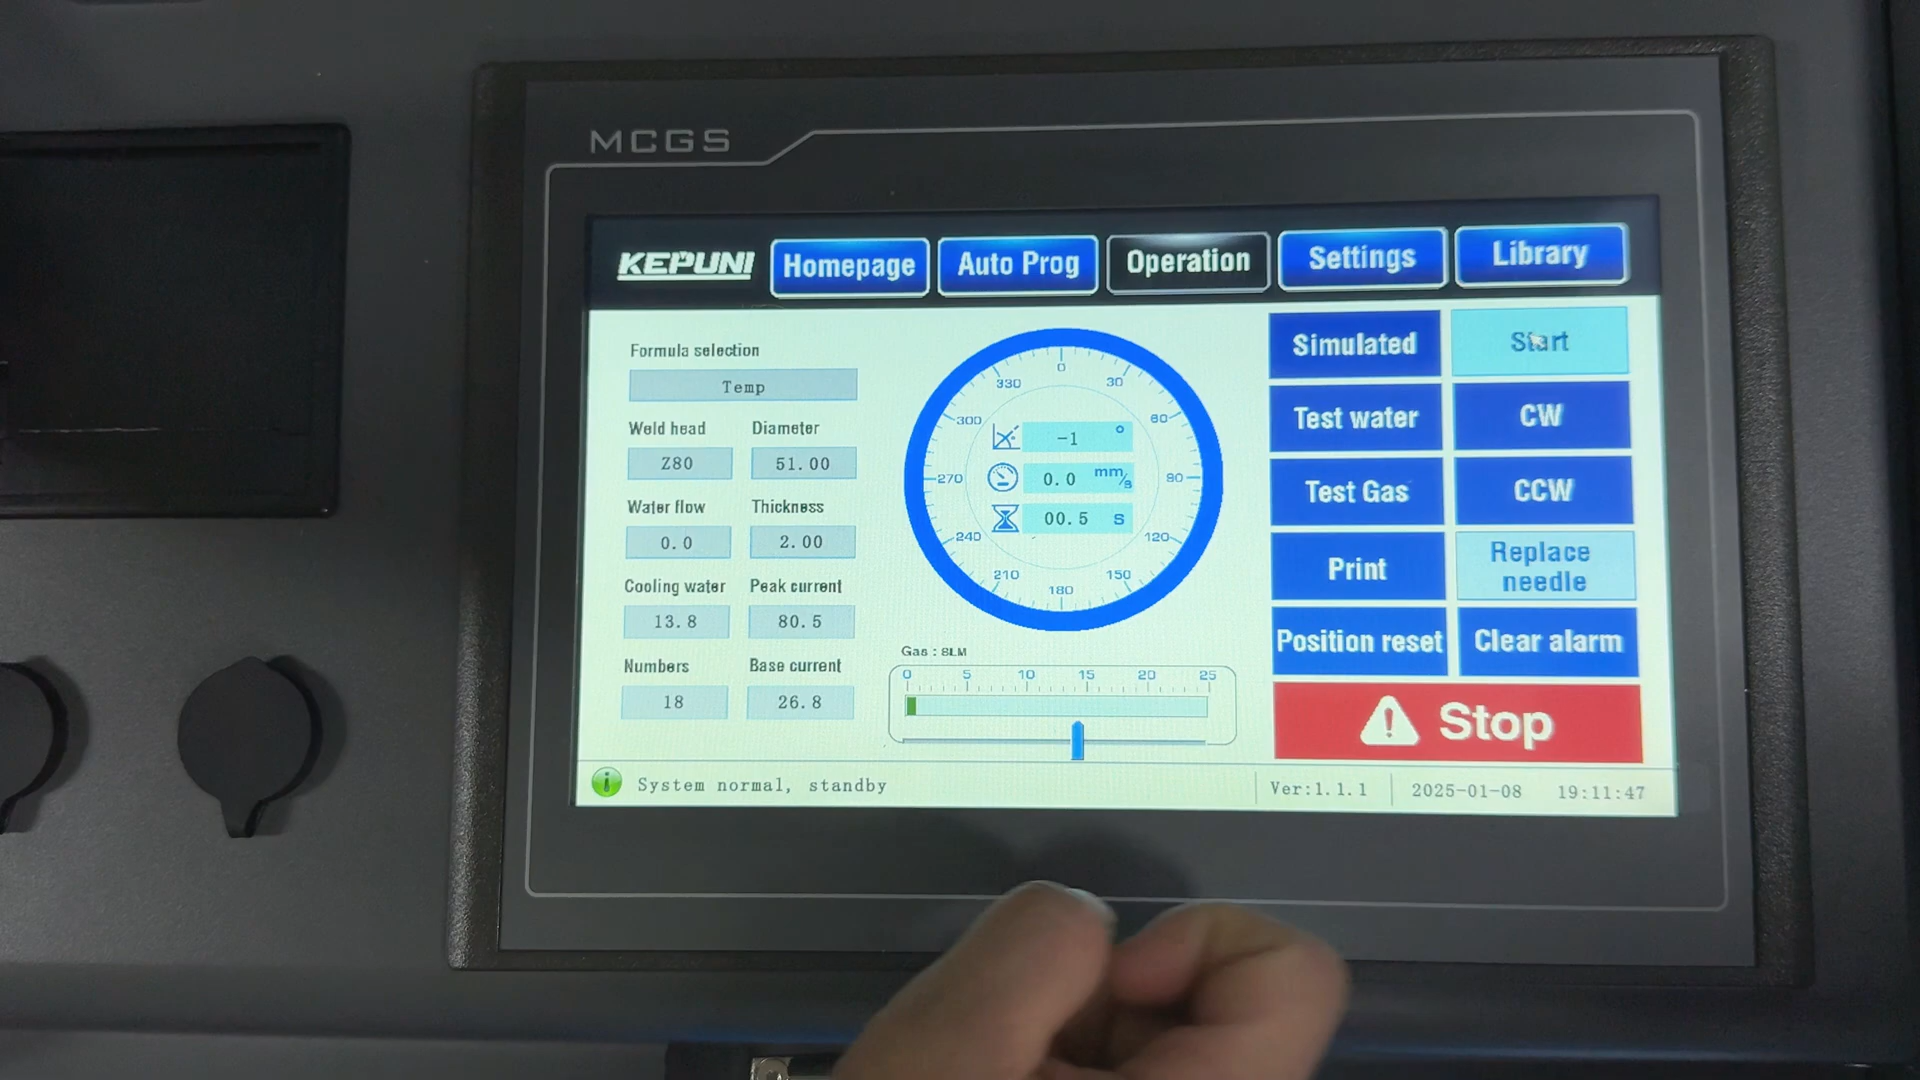 MCGS
KEPUNI
Homepage
Auto Prog
Operation
Settings
Library
Formula selection
Temp
Weld head
Diameter
Z80
51.00
Water flow
Thickness
0.0
2.00
Cooling water
Peak current
13.8
80.5
Numbers
Base current
18
26.8
0
30
60
90
120
150
180
210
240
270
300
330
-1 °
0.0 mm/s
00.5 s
Gas : SLM
0 5 10 15 20 25
Simulated
Start
Test water
CW
Test Gas
CCW
Print
Replace
needle
Position reset
Clear alarm
Stop
System normal, standby
Ver:1.1.1
2025-01-08 19:11:47